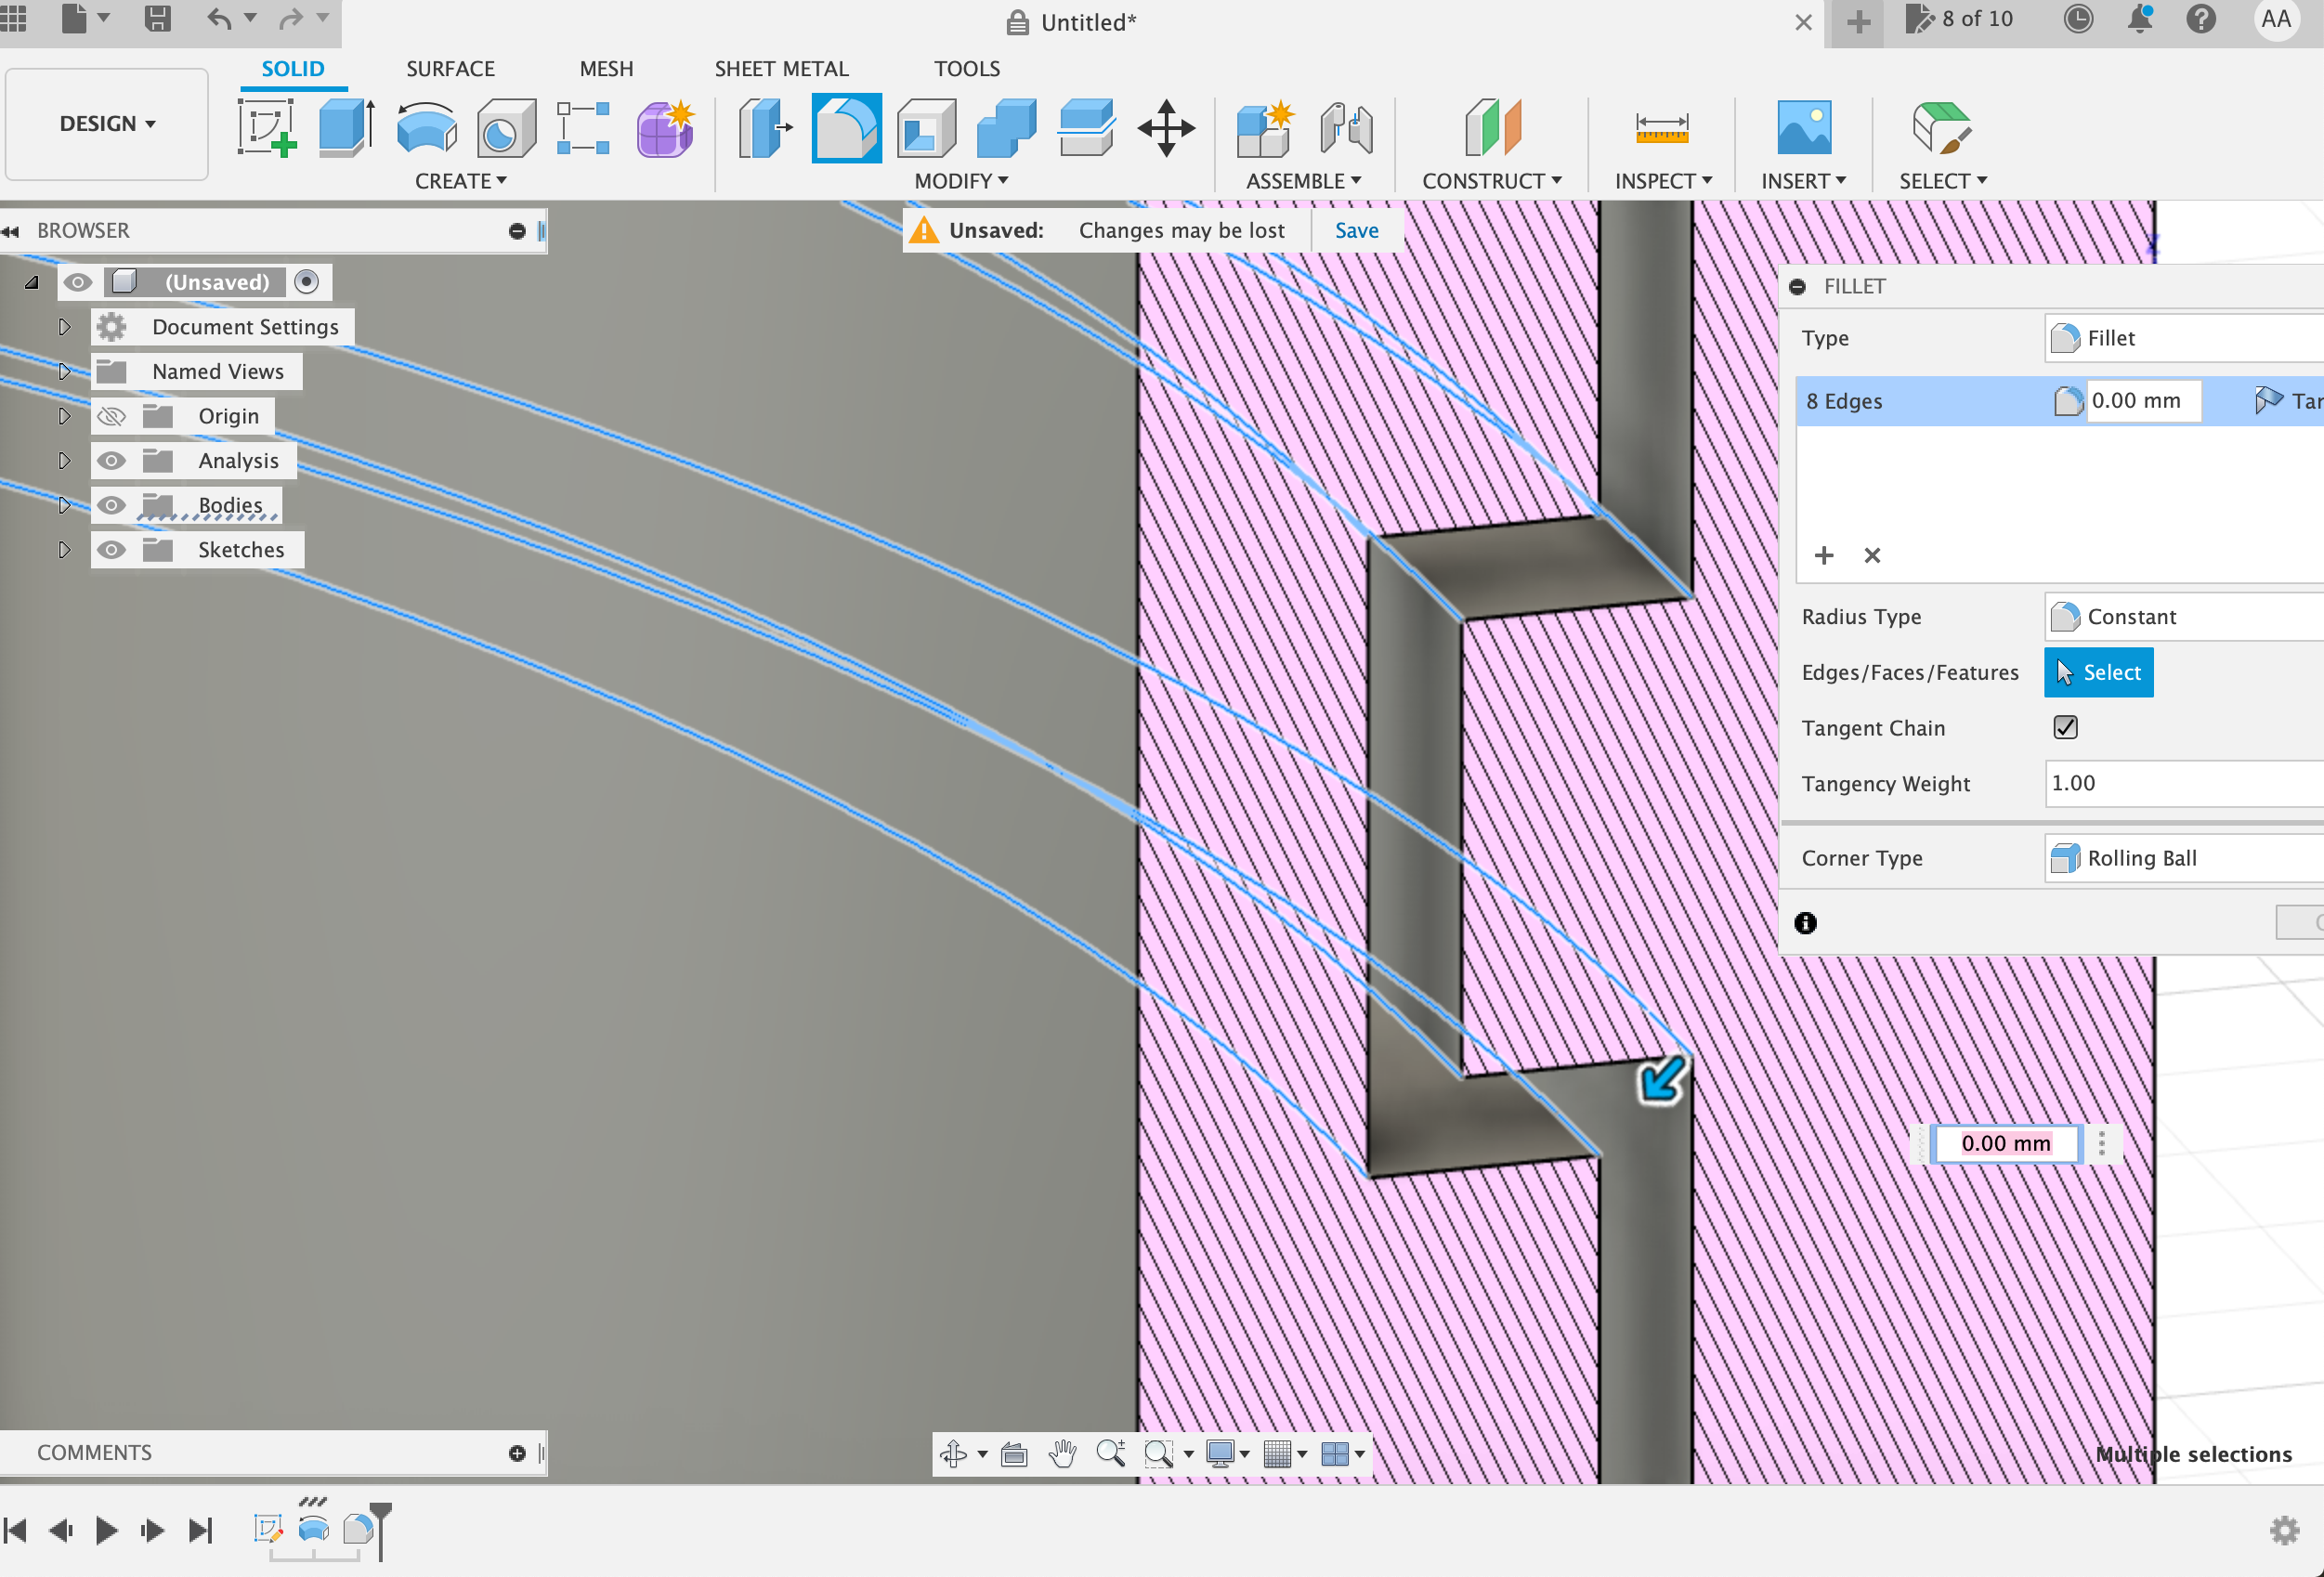 Untitled*
8 of 10
AA
SOLID
SURFACE
MESH
SHEET METAL
TOOLS
DESIGN
CREATE
MODIFY
ASSEMBLE
CONSTRUCT
INSPECT
INSERT
SELECT
BROWSER
Unsaved: Changes may be lost
Save
(Unsaved)
Document Settings
Named Views
Origin
Analysis
Bodies
Sketches
FILLET
Type
Fillet
8 Edges
0.00 mm
Tan
Radius Type
Constant
Edges/Faces/Features
Select
Tangent Chain
Tangency Weight
1.00
Corner Type
Rolling Ball
0.00 mm
Multiple selections
COMMENTS